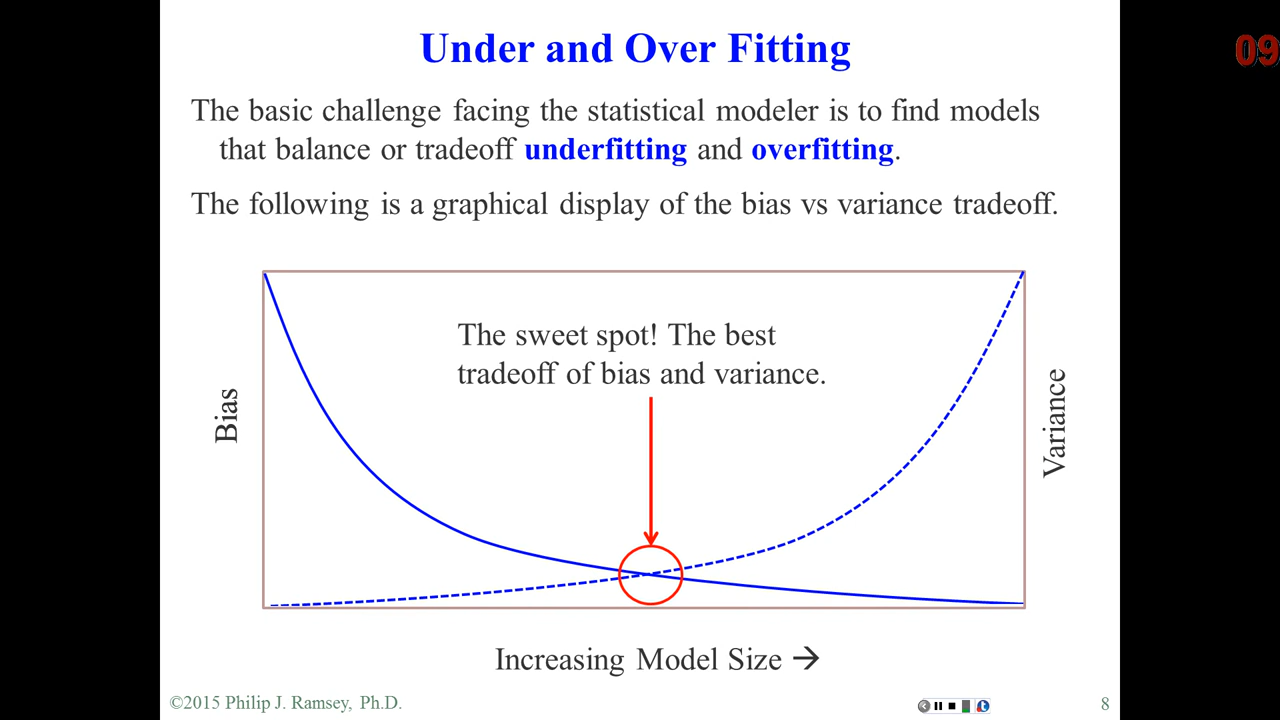 Under and Over Fitting
09
The basic challenge facing the statistical modeler is to find models
that balance or tradeoff underfitting and overfitting.
The following is a graphical display of the bias vs variance tradeoff.
The sweet spot! The best
tradeoff of bias and variance.
Bias
Variance
Increasing Model Size →
©2015 Philip J. Ramsey, Ph.D.
8